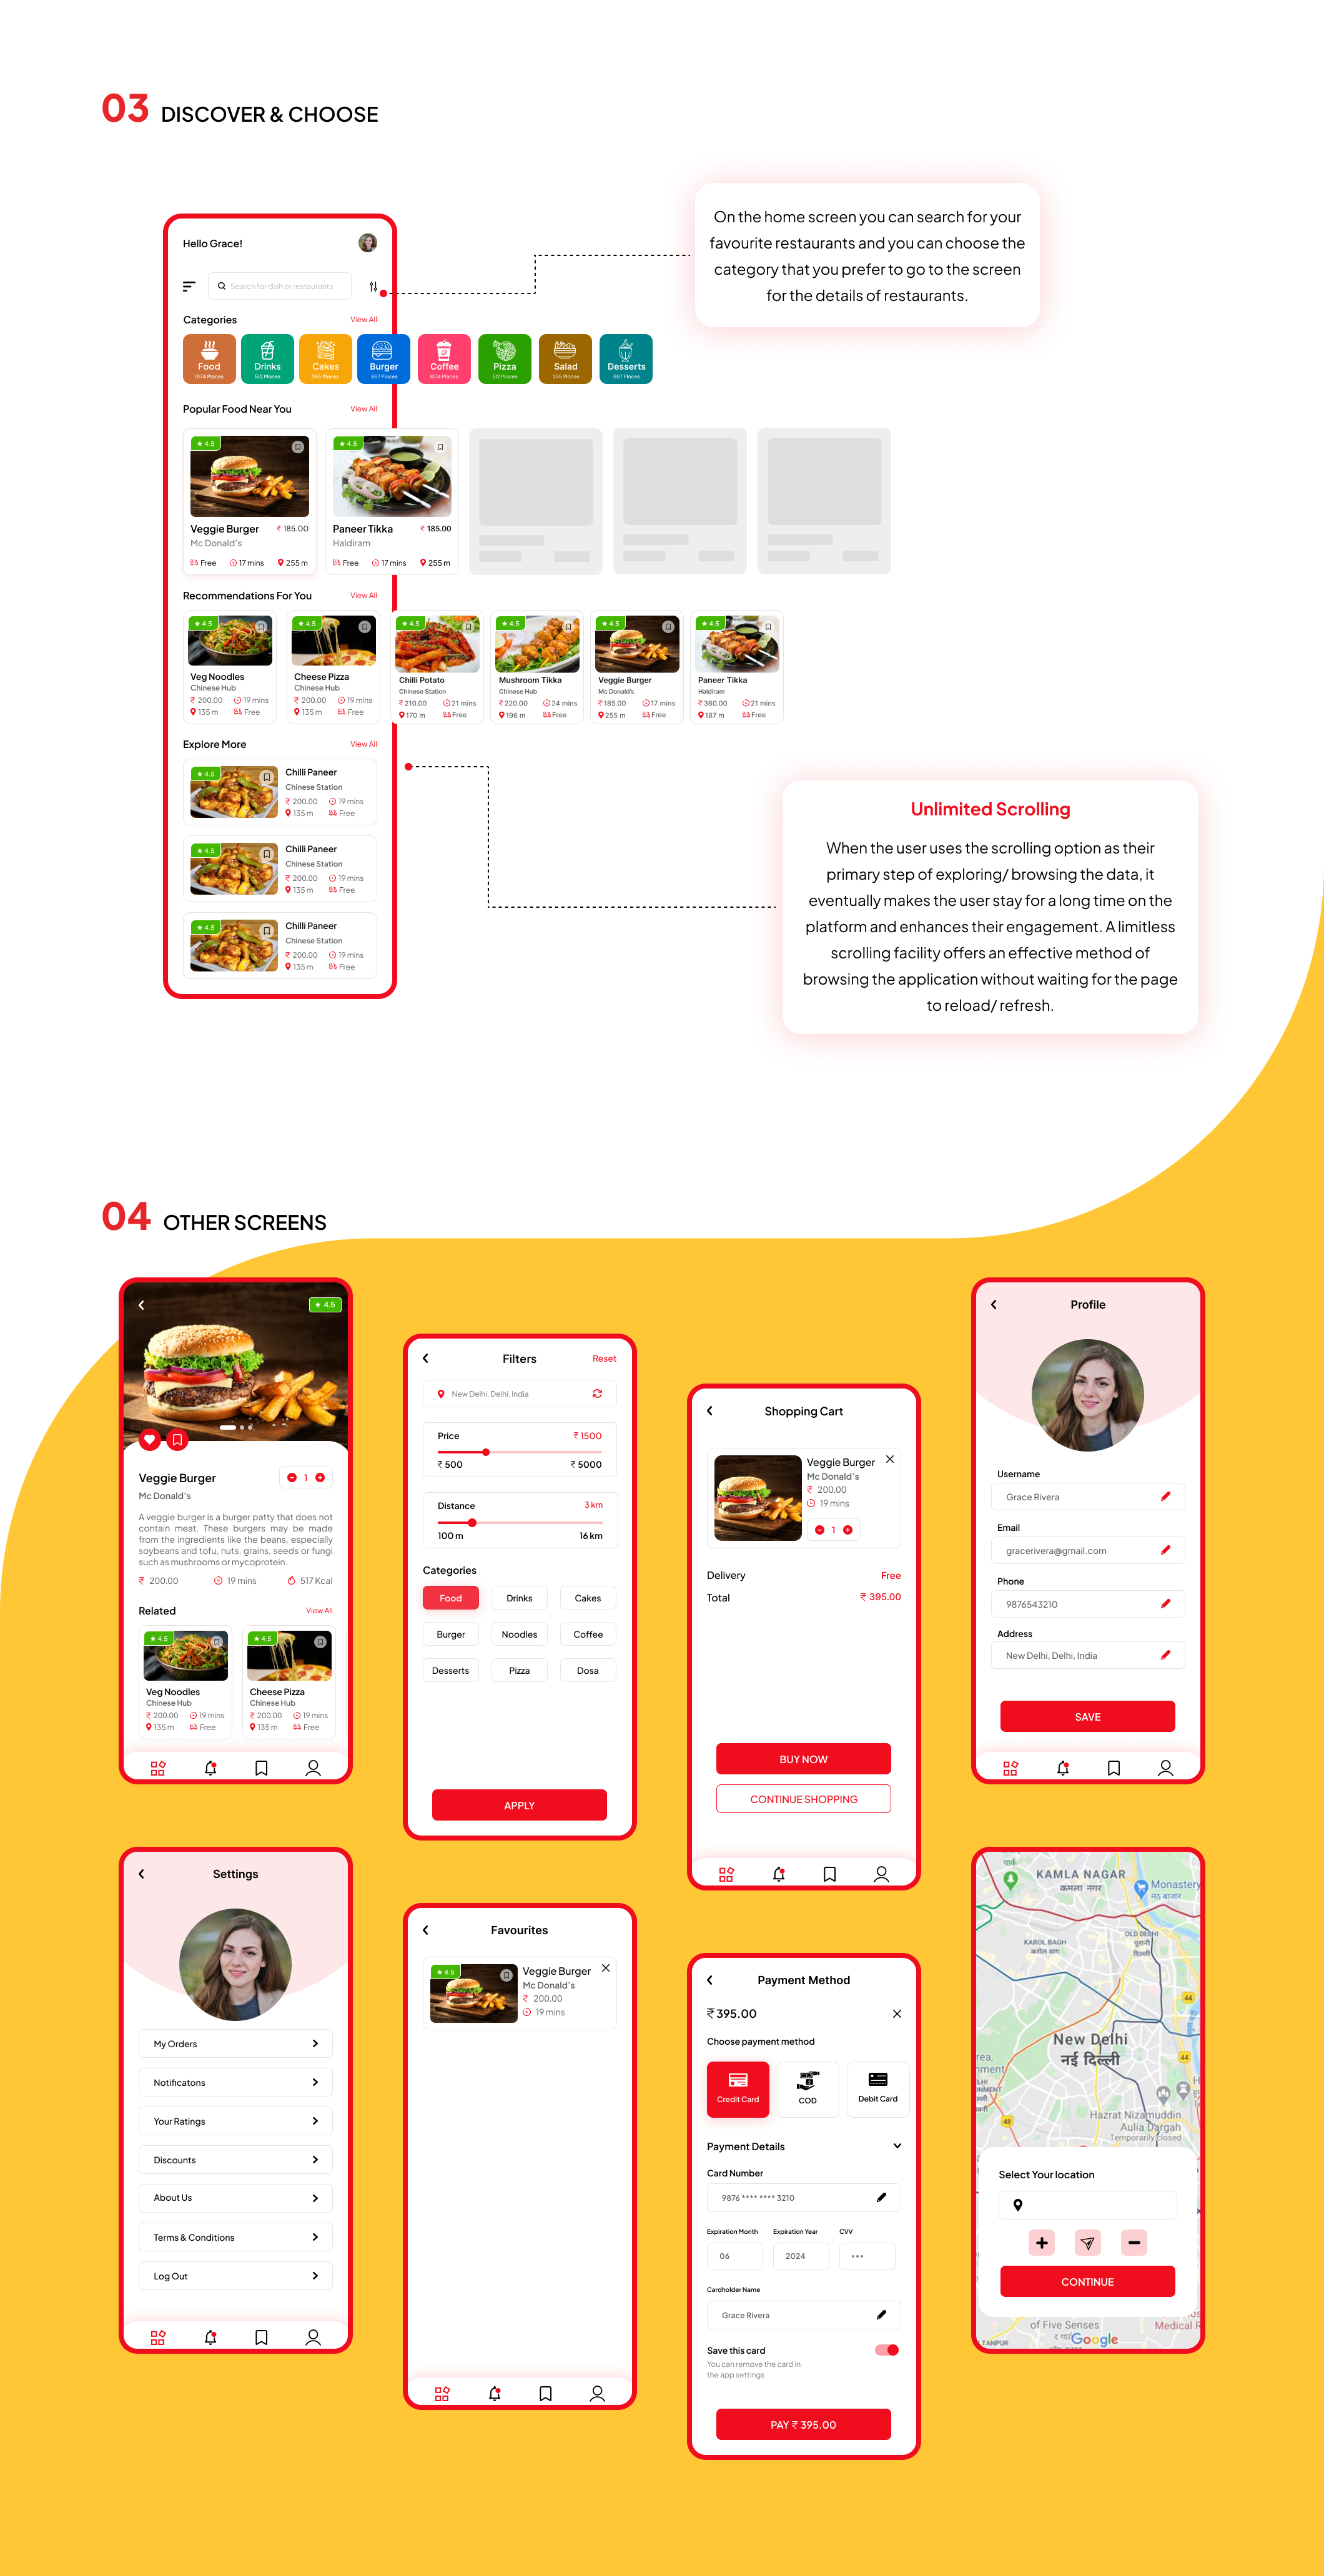 03 DISCOVER & CHOOSE
On the home screen you can search for your
favourite restaurants and you can choose the
category that you prefer to go to the screen
for the details of restaurants.
Hello Grace!
Search for dish or restaurants
Categories View All
Food Drinks Cakes Burger Coffee Pizza Salad Desserts
1074 Places 512 Places 265 Places 867 Places 1074 Places 512 Places 265 Places 867 Places
Popular Food Near You View All
4.5 4.5
Veggie Burger ₹ 185.00 Paneer Tikka ₹ 185.00
Mc Donald's Haldiram
Free 17 mins 255 m Free 17 mins 255 m
Recommendations For You View All
4.5 4.5 4.5 4.5 4.5 4.5
Veg Noodles Cheese Pizza Chilli Potato Mushroom Tikka Veggie Burger Paneer Tikka
Chinese Hub Chinese Hub Chinese Station Chinese Hub Mc Donald's Haldiram
₹ 200.00 19 mins ₹ 200.00 19 mins ₹ 210.00 21 mins ₹ 220.00 24 mins ₹ 185.00 17 mins ₹ 360.00 21 mins
135 m Free 135 m Free 170 m Free 196 m Free 255 m Free 187 m Free
Explore More View All
4.5
Chilli Paneer
Chinese Station
₹ 200.00 19 mins
135 m Free
4.5
Chilli Paneer
Chinese Station
₹ 200.00 19 mins
135 m Free
4.5
Chilli Paneer
Chinese Station
₹ 200.00 19 mins
135 m Free
Unlimited Scrolling
When the user uses the scrolling option as their
primary step of exploring/ browsing the data, it
eventually makes the user stay for a long time on the
platform and enhances their engagement. A limitless
scrolling facility offers an effective method of
browsing the application without waiting for the page
to reload/ refresh.
04 OTHER SCREENS
4.5
Veggie Burger 1
Mc Donald's
A veggie burger is a burger patty that does not
contain meat. These burgers may be made
from the ingredients like the beans, especially
soybeans and tofu, nuts, grains, seeds or fungi
such as mushrooms or mycoprotein.
₹ 200.00 19 mins 517 Kcal
Related View All
4.5 4.5
Veg Noodles Cheese Pizza
Chinese Hub Chinese Hub
₹ 200.00 19 mins ₹ 200.00 19 mins
135 m Free 135 m Free
Filters Reset
New Delhi, Delhi, India
Price ₹ 1500
₹ 500 ₹ 5000
Distance 3 km
100 m 16 km
Categories
Food Drinks Cakes
Burger Noodles Coffee
Desserts Pizza Dosa
APPLY
Shopping Cart
Veggie Burger
Mc Donald's
₹ 200.00
19 mins
1
Delivery Free
Total ₹ 395.00
BUY NOW
CONTINUE SHOPPING
Profile
Username
Grace Rivera
Email
gracerivera@gmail.com
Phone
9876543210
Address
New Delhi, Delhi, India
SAVE
Settings
My Orders
Notificatons
Your Ratings
Discounts
About Us
Terms & Conditions
Log Out
Favourites
4.5
Veggie Burger
Mc Donald's
₹ 200.00
19 mins
Payment Method
₹ 395.00
Choose payment method
Credit Card COD Debit Card
Payment Details
Card Number
9876 **** **** 3210
Expiration Month Expiration Year CVV
06 2024 ***
Cardholder Name
Grace Rivera
Save this card
You can remove the card in
the app settings
PAY ₹ 395.00
पार्क
KAMLA NAGAR
कमला नगर
Monastery
मठ बाजार
KAROL BAGH
करोल बाग
OLD DELHI
पुरानी
दिल्ली
44
New Delhi
नई दिल्ली
44
48
Hazrat Nizamuddin
Aulia Dargah
Temporarily closed
Select Your location
CONTINUE
of Five Senses
Medical
TANPUR
Google